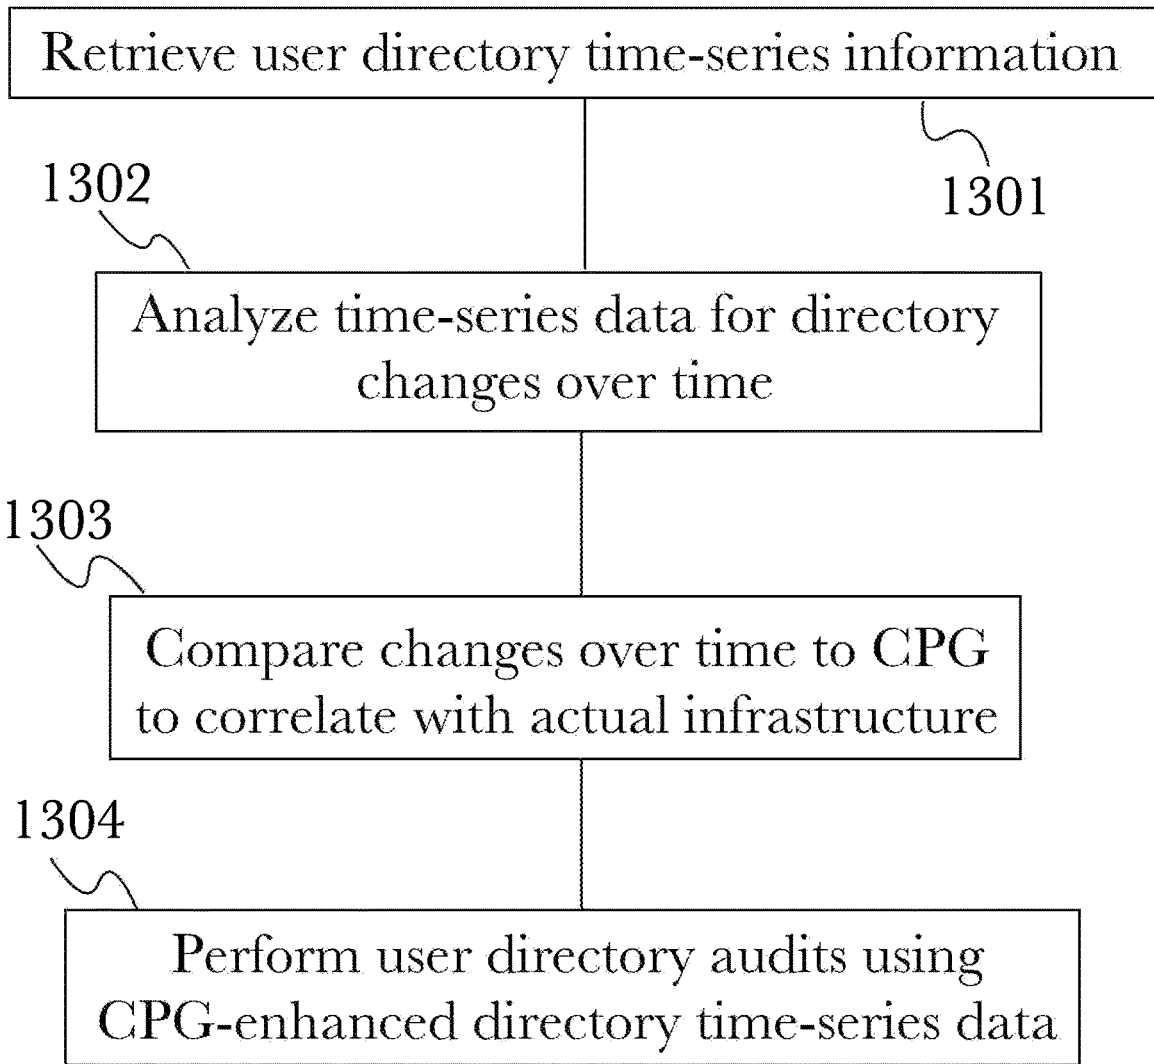 Retrieve user directory time-series information
1301
1302
Analyze time-series data for directory
changes over time
1303
Compare changes over time to CPG
to correlate with actual infrastructure
1304
Perform user directory audits using
CPG-enhanced directory time-series data